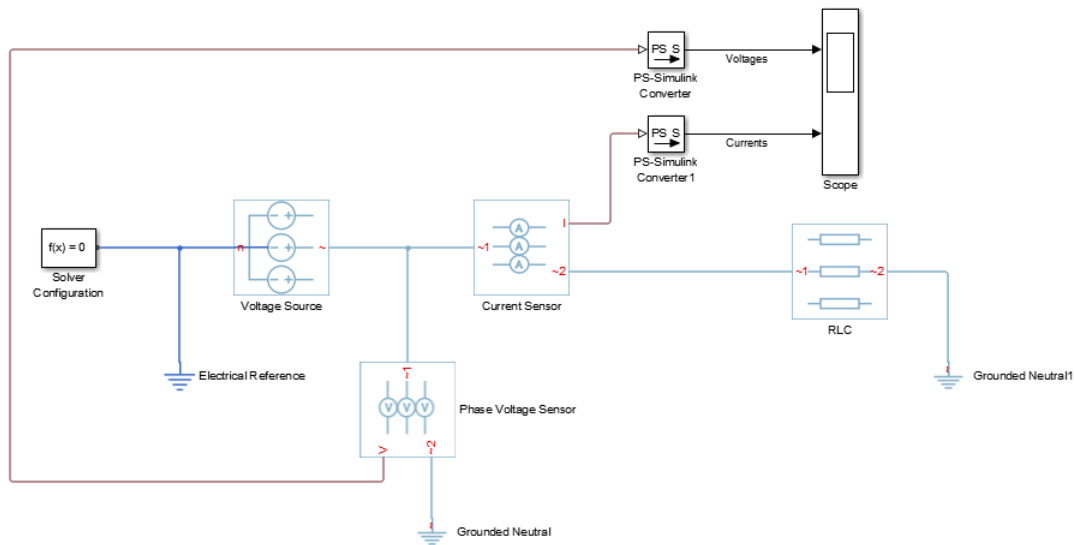 PS S
Voltages
PS-Simulink
Converter
PS S
Currents
PS-Simulink
Converter1
Scope
f(x) = 0
Solver
Configuration
n
~
Voltage Source
~1
A
A
A
I
~2
Current Sensor
~1
~2
RLC
Electrical Reference
~
Grounded Neutral1
~1
V V V
V
~2
Phase Voltage Sensor
~
Grounded Neutral